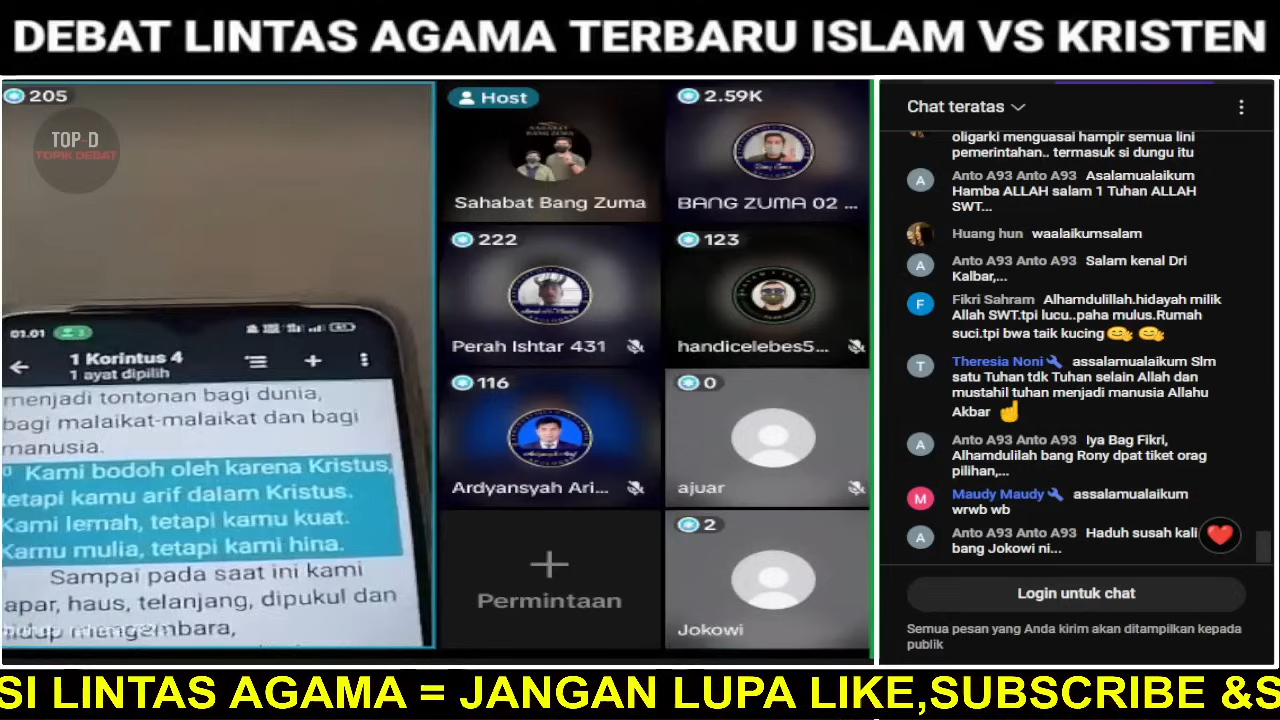 DEBAT LINTAS AGAMA TERBARU ISLAM VS KRISTEN
205
TOP-D
TOPIK DEBAT
01.01
3
1 Korintus 4
1 ayat dipilih
menjadi tontonan bagi dunia,
bagi malaikat-malaikat dan bagi
manusia.
Kami bodoh oleh karena Kristus,
tetapi kamu arif dalam Kristus.
Kami lemah, tetapi kamu kuat.
Kamu mulia, tetapi kami hina.
Sampai pada saat ini kami
apar, haus, telanjang, dipukul dan
hidup mengembara,
Host
Sahabat Bang Zuma
2.59K
BANG ZUMA 02 ...
222
Perah Ishtar 431
123
handicelebes5...
116
Ardyansyah Ari...
0
ajuar
Permintaan
2
Jokowi
Chat teratas
oligarki menguasai hampir semua lini
pemerintahan.. termasuk si dungu itu
A
Anto A93 Anto A93 Asalamualaikum
Hamba ALLAH salam 1 Tuhan ALLAH
SWT...
Huang hun waalaikumsalam
A
Anto A93 Anto A93 Salam kenal Dri
Kalbar,...
F
Fikri Sahram Alhamdulillah.hidayah milik
Allah SWT.tpi lucu..paha mulus.Rumah
suci.tpi bwa taik kucing
T
Theresia Noni assalamualaikum Slm
satu Tuhan tdk Tuhan selain Allah dan
mustahil tuhan menjadi manusia Allahu
Akbar
A
Anto A93 Anto A93 Iya Bag Fikri,
Alhamdulilah bang Rony dpat tiket orag
pilihan,...
M
Maudy Maudy assalamualaikum
wrwb wb
A
Anto A93 Anto A93 Haduh susah kali
bang Jokowi ni...
Login untuk chat
Semua pesan yang Anda kirim akan ditampilkan kepada
publik
SI LINTAS AGAMA = JANGAN LUPA LIKE,SUBSCRIBE &S